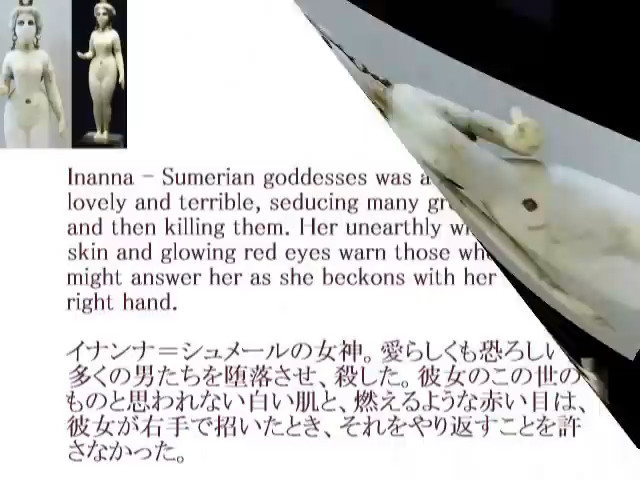 Inanna - Sumerian goddesses was a
lovely and terrible, seducing many
and then killing them. Her unearthly
skin and glowing red eyes warn those
might answer her as she beckons with her
right hand.
イナンナ＝シュメールの女神。愛らしくも恐ろしい
多くの男たちを堕落させ、殺した。彼女のこの世の
ものと思われない白い肌と、燃えるような赤い目は、
彼女が右手で招いたとき、それをやり返すことを許
さなかった。